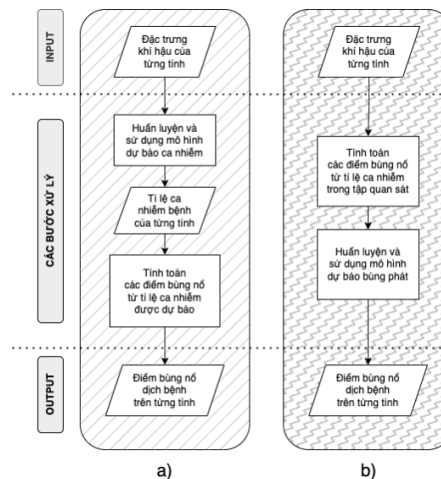 INPUT
Đặc trưng
khí hậu của
từng tỉnh
Đặc trưng
khí hậu của
từng tỉnh
CÁC BƯỚC XỬ LÝ
Huấn luyện và
sử dụng mô hình
dự báo ca nhiễm
Tỉ lệ ca
nhiễm bệnh
của từng tỉnh
Tính toán
các điểm bùng nổ
từ tỉ lệ ca nhiễm
được dự báo
Tính toán
các điểm bùng nổ
từ tỉ lệ ca nhiễm
trong tập quan sát
Huấn luyện và
sử dụng mô hình
dự báo bùng phát
OUTPUT
Điểm bùng nổ
dịch bệnh
trên từng tỉnh
Điểm bùng nổ
dịch bệnh
trên từng tỉnh
a)
b)